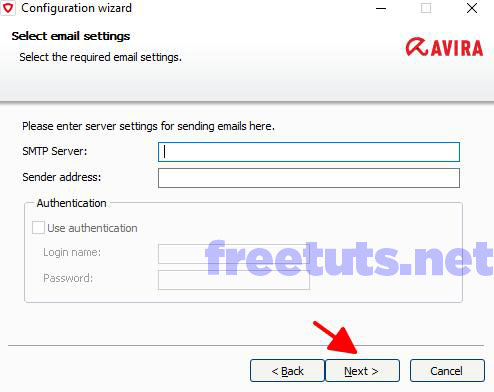 Configuration wizard
Select email settings
Select the required email settings.
AVIRA
Please enter server settings for sending emails here.
SMTP Server:
Sender address:
Authentication
Use authentication
Login name:
Password:
freetuts.net
< Back
Next >
Cancel